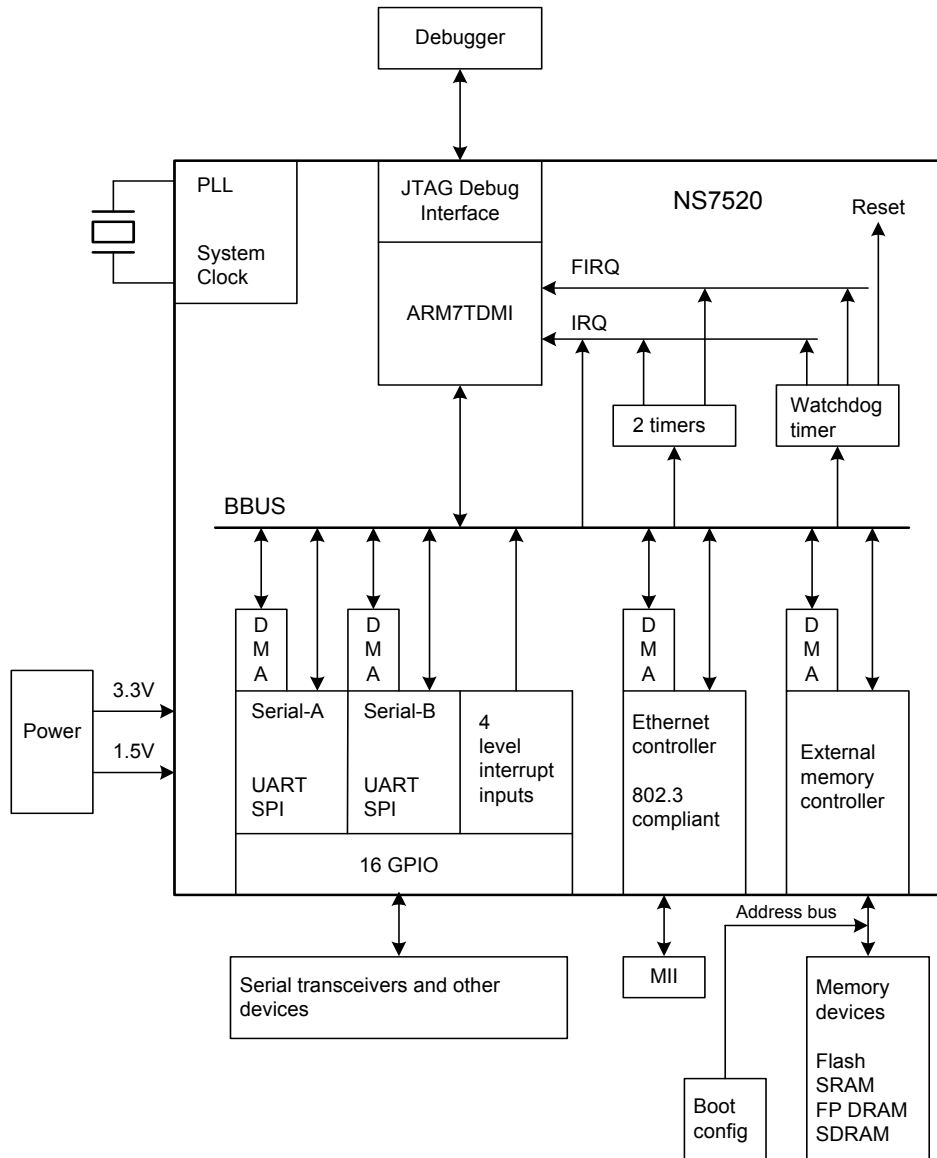 Debugger
PLL
System
Clock
JTAG Debug
Interface
NS7520
Reset
FIRQ
ARM7TDMI
IRQ
2 timers
Watchdog
timer
BBUS
D
M
A
D
M
A
D
M
A
D
M
A
Power
3.3V
1.5V
Serial-A
UART
SPI
Serial-B
UART
SPI
4
level
interrupt
inputs
Ethernet
controller
802.3
compliant
External
memory
controller
16 GPIO
Address bus
Serial transceivers and other
devices
MII
Memory
devices
Flash
SRAM
FP DRAM
SDRAM
Boot
config